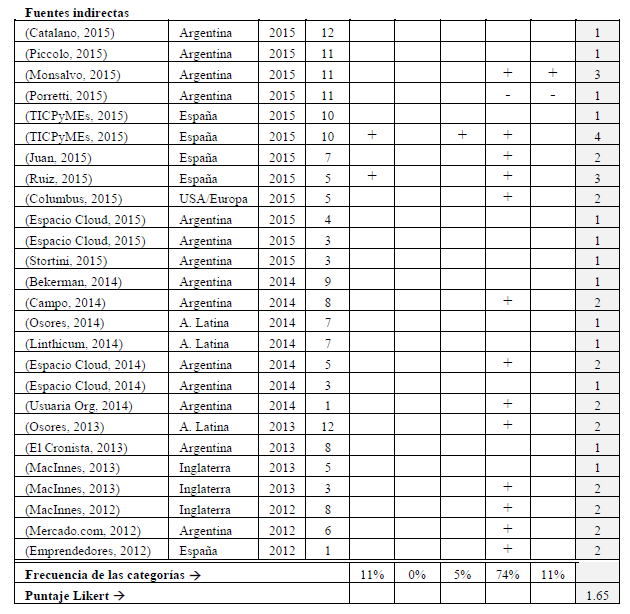 Fuentes indirectas
(Catalano, 2015) Argentina 2015 12 1
(Piccolo, 2015) Argentina 2015 11 1
(Monsalvo, 2015) Argentina 2015 11 + + 3
(Porretti, 2015) Argentina 2015 11 - - 1
(TICPyMEs, 2015) España 2015 10 1
(TICPyMEs, 2015) España 2015 10 + + + 4
(Juan, 2015) España 2015 7 + 2
(Ruiz, 2015) España 2015 5 + + 3
(Columbus, 2015) USA/Europa 2015 5 + 2
(Espacio Cloud, 2015) Argentina 2015 4 1
(Espacio Cloud, 2015) Argentina 2015 3 1
(Stortini, 2015) Argentina 2015 3 1
(Bekerman, 2014) Argentina 2014 9 1
(Campo, 2014) Argentina 2014 8 + 2
(Osores, 2014) A. Latina 2014 7 1
(Linthicum, 2014) A. Latina 2014 7 1
(Espacio Cloud, 2014) Argentina 2014 5 + 2
(Espacio Cloud, 2014) Argentina 2014 3 1
(Usuaria Org, 2014) Argentina 2014 1 + 2
(Osores, 2013) A. Latina 2013 12 + 2
(El Cronista, 2013) Argentina 2013 8 1
(MacInnes, 2013) Inglaterra 2013 5 1
(MacInnes, 2013) Inglaterra 2013 3 + 2
(MacInnes, 2012) Inglaterra 2012 8 + 2
(Mercado.com, 2012) Argentina 2012 6 + 2
(Emprendedores, 2012) España 2012 1 + 2
Frecuencia de las categorías → 11% 0% 5% 74% 11%
Puntaje Likert → 1.65